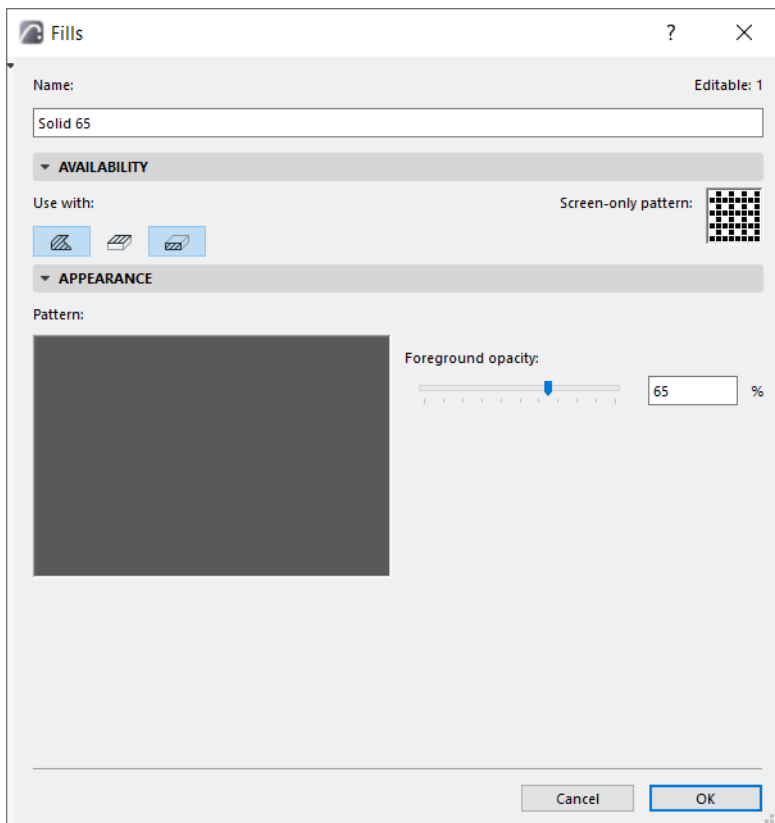 Fills
?
Name:
Editable: 1
Solid 65
AVAILABILITY
Use with:
Screen-only pattern:
APPEARANCE
Pattern:
Foreground opacity:
65 %
Cancel
OK